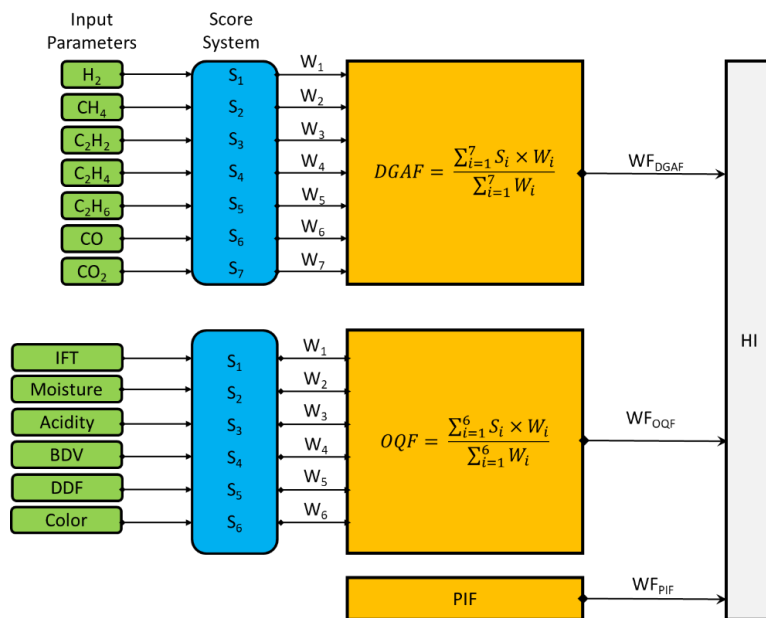 Input
Parameters
Score
System
H₂
CH₄
C₂H₂
C₂H₄
C₂H₆
CO
CO₂
S₁
S₂
S₃
S₄
S₅
S₆
S₇
W₁
W₂
W₃
W₄
W₅
W₆
W₇
DGAF = ∑⁷ᵢ₌₁ Sᵢ × Wᵢ / ∑⁷ᵢ₌₁ Wᵢ
WF_DGAF
IFT
Moisture
Acidity
BDV
DDF
Color
S₁
S₂
S₃
S₄
S₅
S₆
W₁
W₂
W₃
W₄
W₅
W₆
OQF = ∑⁶ᵢ₌₁ Sᵢ × Wᵢ / ∑⁶ᵢ₌₁ Wᵢ
WF_OQF
PIF
WF_PIF
HI